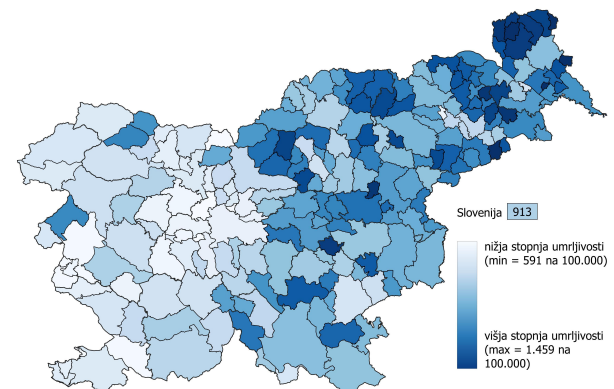 Slovenija 913
nižja stopnja umrljivosti
(min = 591 na 100.000)
višja stopnja umrljivosti
(max = 1.459 na
100.000)